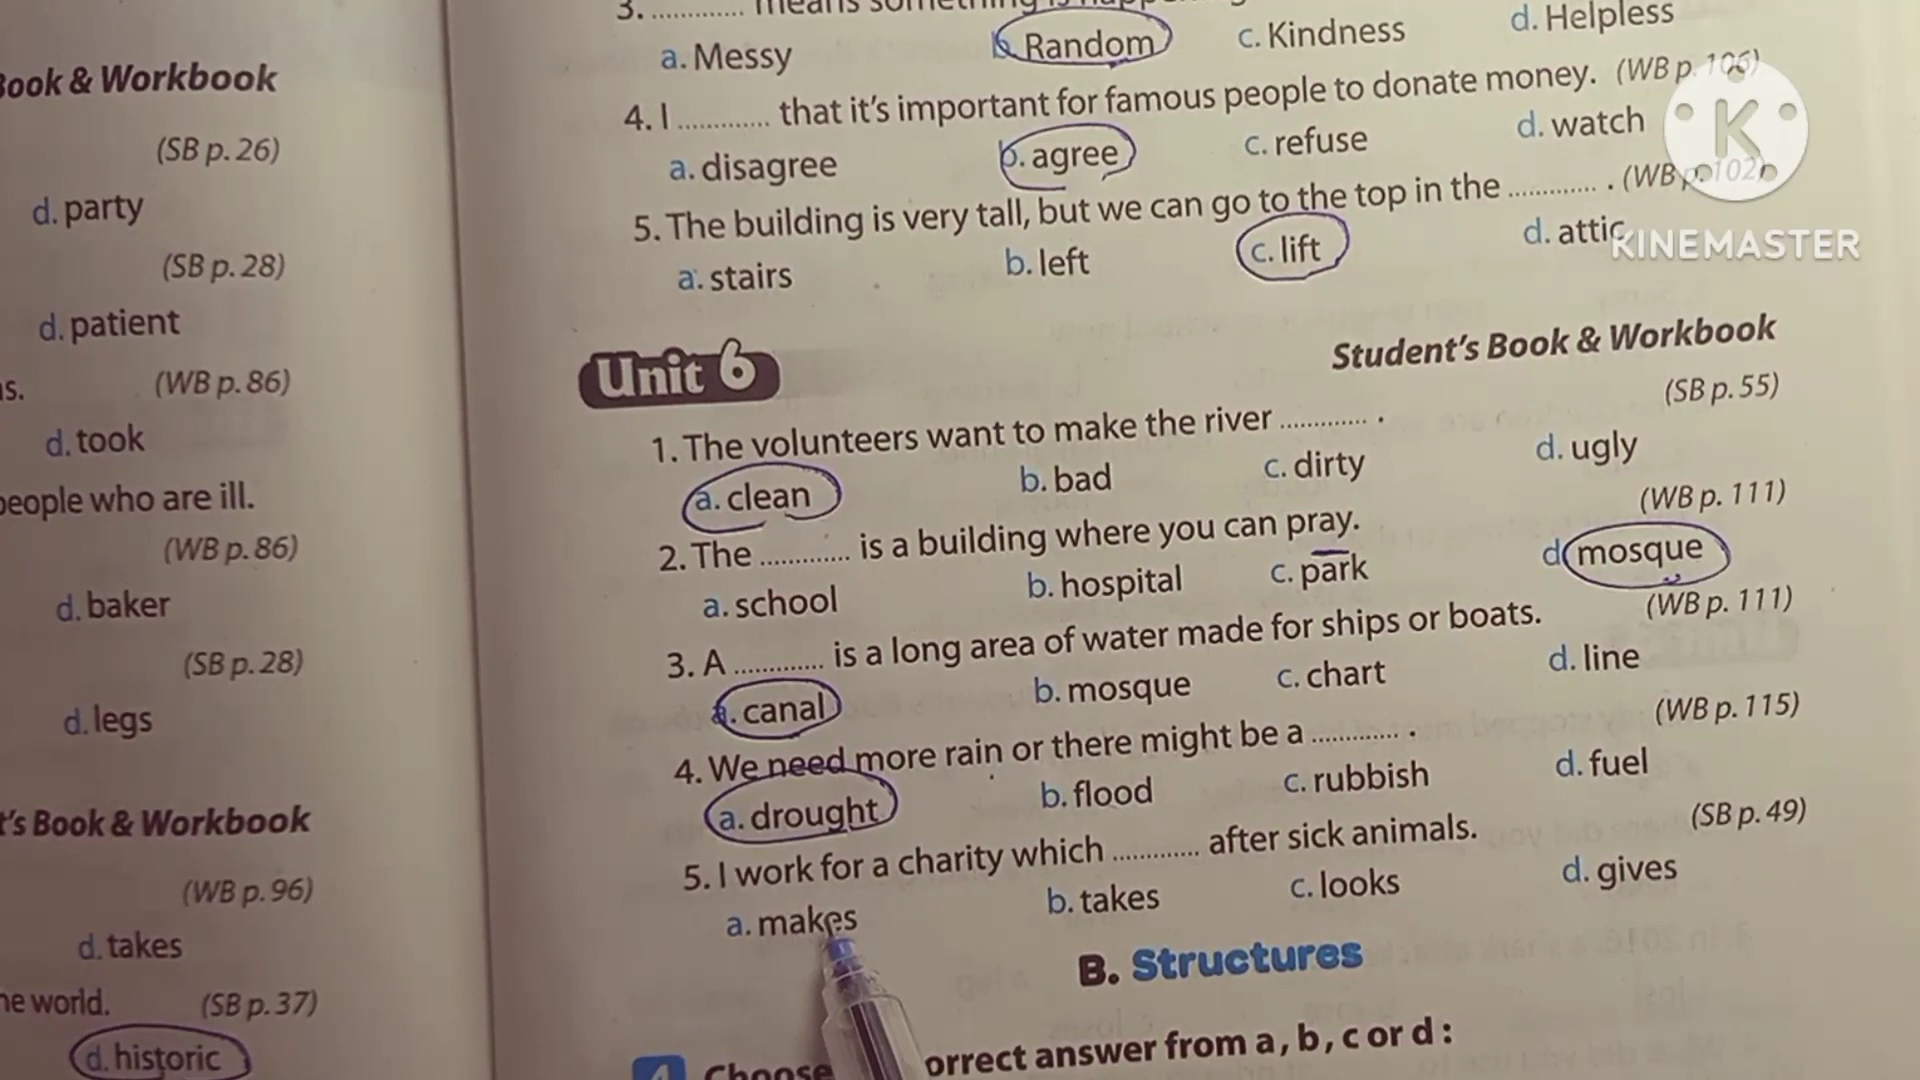 Book & Workbook
(SB p. 26)
d. party
(SB p. 28)
d. patient
(WB p. 86)
d. took
people who are ill.
(WB p. 86)
d. baker
(SB p. 28)
d. legs
t's Book & Workbook
(WB p. 96)
d. takes
he world. (SB p. 37)
d. historic
3. ............ means something is
a. Messy b. Random c. Kindness d. Helpless
4. I ............ that it's important for famous people to donate money. (WB p. 106)
a. disagree b. agree c. refuse d. watch
5. The building is very tall, but we can go to the top in the ............ . (WB p. 102)
a. stairs b. left c. lift d. attic
K
KINEMASTER
Unit 6
Student's Book & Workbook
1. The volunteers want to make the river ............ . (SB p. 55)
a. clean b. bad c. dirty d. ugly
2. The ............ is a building where you can pray. (WB p. 111)
a. school b. hospital c. park d. mosque
3. A ............ is a long area of water made for ships or boats. (WB p. 111)
a. canal b. mosque c. chart d. line
4. We need more rain or there might be a ............ . (WB p. 115)
a. drought b. flood c. rubbish d. fuel
5. I work for a charity which ............ after sick animals. (SB p. 49)
a. makes b. takes c. looks d. gives
B. Structures
4 Choose orrect answer from a, b, c or d :